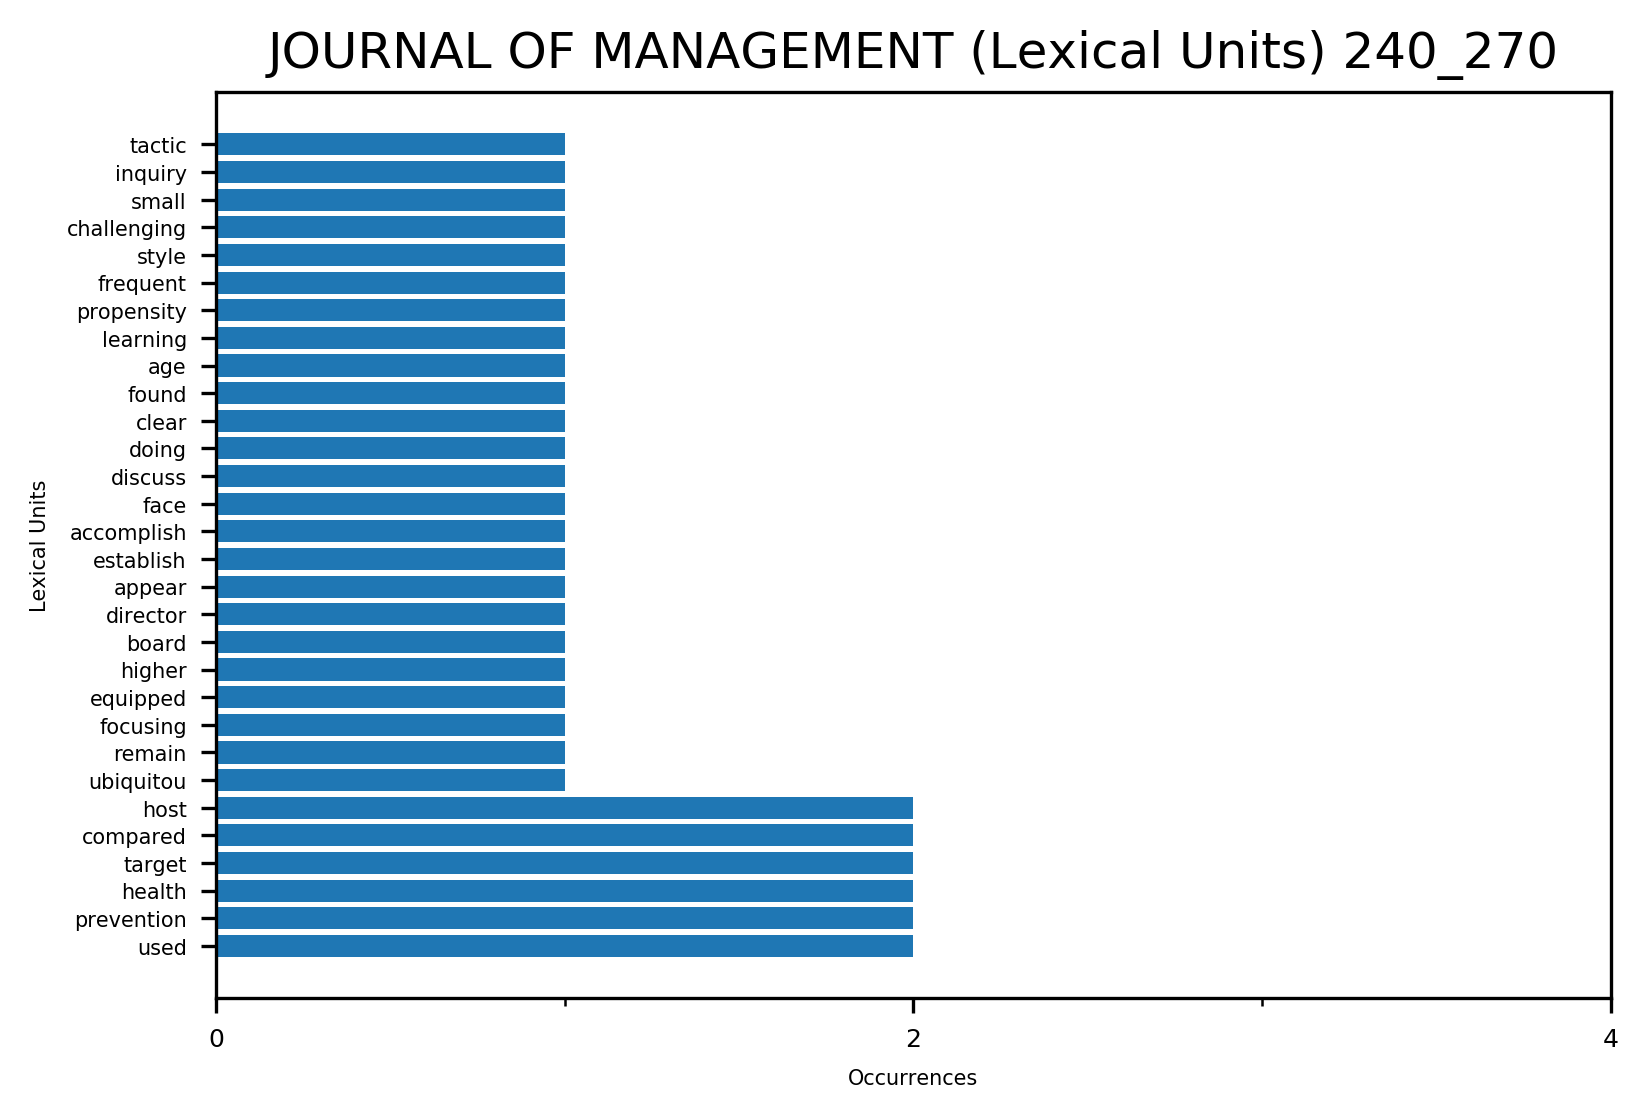 JOURNAL OF MANAGEMENT (Lexical Units) 240_270
tactic
inquiry
small
challenging
style
frequent
propensity
learning
age
found
clear
doing
discuss
face
accomplish
establish
appear
director
board
higher
equipped
focusing
remain
ubiquitou
host
compared
target
health
prevention
used
Lexical Units
0 2 4
Occurrences